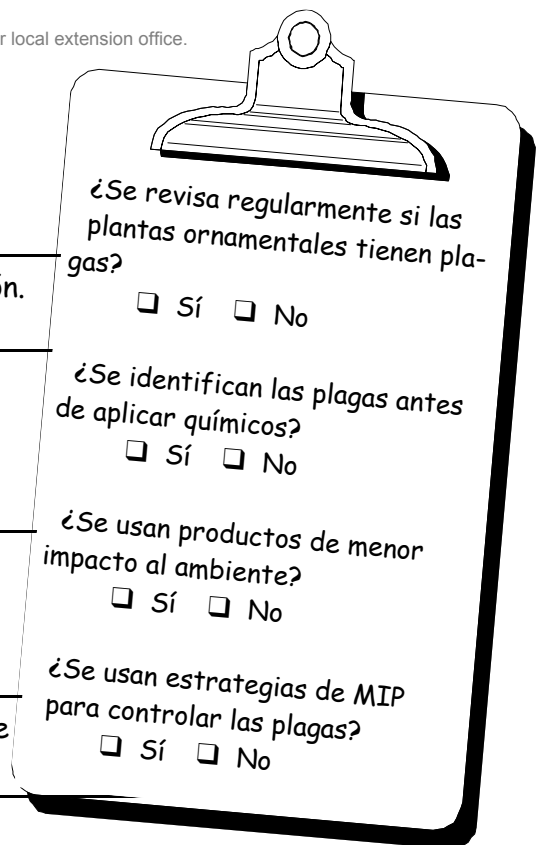 r local extension office.
¿Se revisa regularmente si las
plantas ornamentales tienen pla-
gas?
❑ Sí ❑ No
ón.
¿Se identifican las plagas antes
de aplicar químicos?
❑ Sí ❑ No
¿Se usan productos de menor
impacto al ambiente?
❑ Sí ❑ No
¿Se usan estrategias de MIP
para controlar las plagas?
e
❑ Sí ❑ No